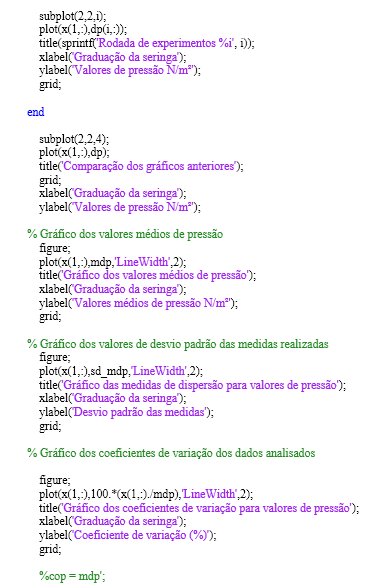 subplot(2,2,i);
plot(x(1,:),dp(i,:));
title(sprintf('Rodada de experimentos %i', i));
xlabel('Graduação da seringa');
ylabel('Valores de pressão N/m²');
grid;
end
subplot(2,2,4);
plot(x(1,:),dp);
title('Comparação dos gráficos anteriores');
grid;
xlabel('Graduação da seringa');
ylabel('Valores de pressão N/m²');
% Gráfico dos valores médios de pressão
figure;
plot(x(1,:),mdp,'LineWidth',2);
title('Gráfico dos valores médios de pressão');
xlabel('Graduação da seringa');
ylabel('Valores médios de pressão N/m²');
grid;
% Gráfico dos valores de desvio padrão das medidas realizadas
figure;
plot(x(1,:),sd_mdp,'LineWidth',2);
title('Gráfico das medidas de dispersão para valores de pressão');
xlabel('Graduação da seringa');
ylabel('Desvio padrão das medidas');
grid;
% Gráfico dos coeficientes de variação dos dados analisados
figure;
plot(x(1,:),100.*(x(1,:)./mdp),'LineWidth',2);
title('Gráfico dos coeficientes de variação para valores de pressão');
xlabel('Graduação da seringa');
ylabel('Coeficiente de variação (%)');
grid;
%cop = mdp';